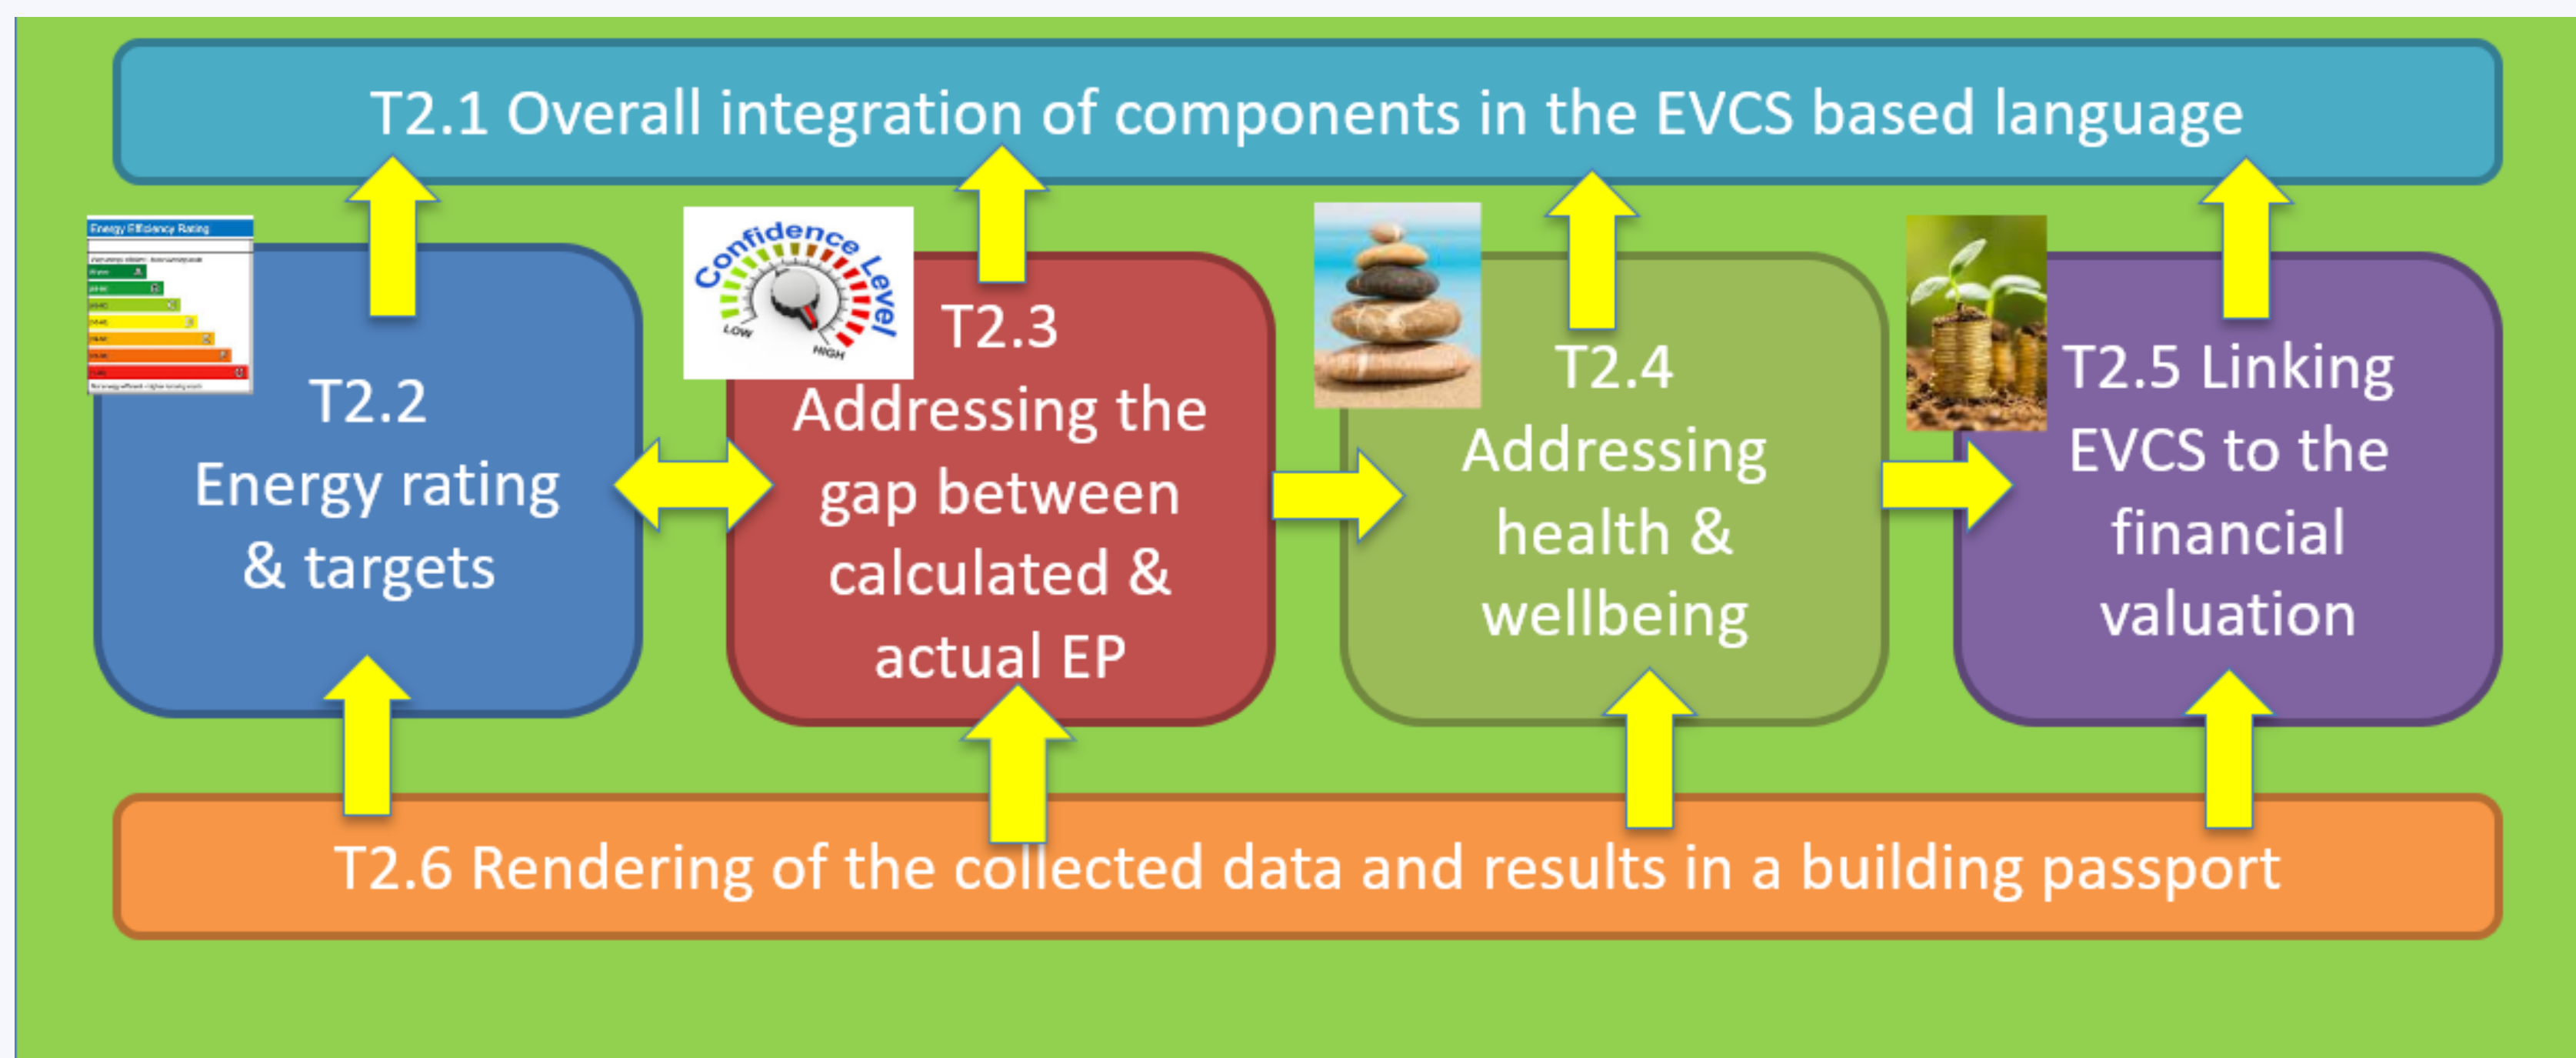 T2.1 Overall integration of components in the EVCS based language
Energy Efficiency Rating
T2.2
Energy rating
& targets
Confidence Level
LOW
HIGH
T2.3
Addressing the
gap between
calculated &
actual EP
T2.4
Addressing
health &
wellbeing
T2.5 Linking
EVCS to the
financial
valuation
T2.6 Rendering of the collected data and results in a building passport